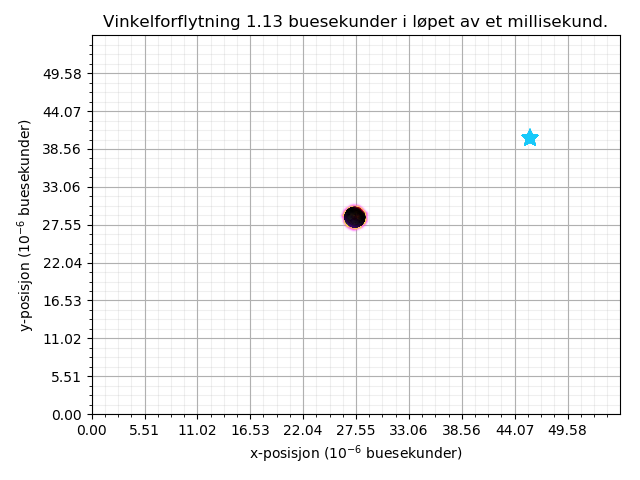 Vinkelforflytning 1.13 buesekunder i løpet av et millisekund.
49.58
44.07
38.56
33.06
27.55
22.04
16.53
11.02
5.51
0.00
y-posisjon (10⁻⁶ buesekunder)
0.00 5.51 11.02 16.53 22.04 27.55 33.06 38.56 44.07 49.58
x-posisjon (10⁻⁶ buesekunder)